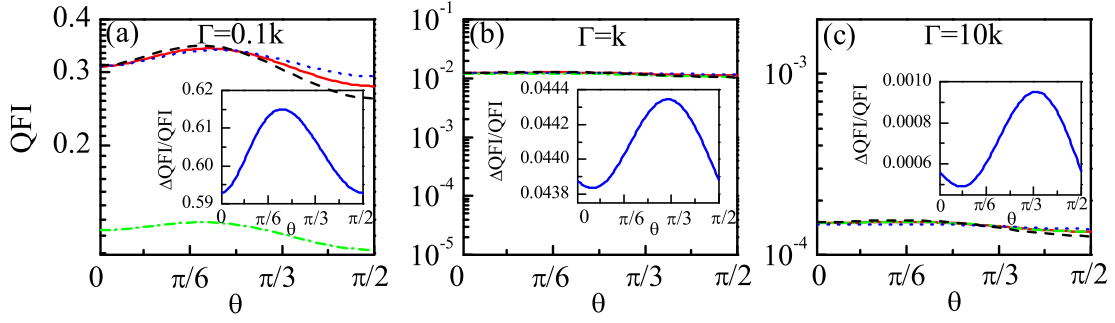 (a) Γ=0.1k
QFI
0.4
0.3
0.2
0 π/6 π/3 π/2
θ
ΔQFI/QFI
0.62
0.61
0.60
0.59
0 π/6 π/3 π/2
θ
(b) Γ=k
10⁻¹
10⁻²
10⁻³
10⁻⁴
10⁻⁵
0 π/6 π/3 π/2
θ
ΔQFI/QFI
0.0444
0.0442
0.0440
0.0438
0 π/6 π/3 π/2
θ
(c) Γ=10k
10⁻³
10⁻⁴
0 π/6 π/3 π/2
θ
ΔQFI/QFI
0.0010
0.0008
0.0006
0 π/6 π/3 π/2
θ